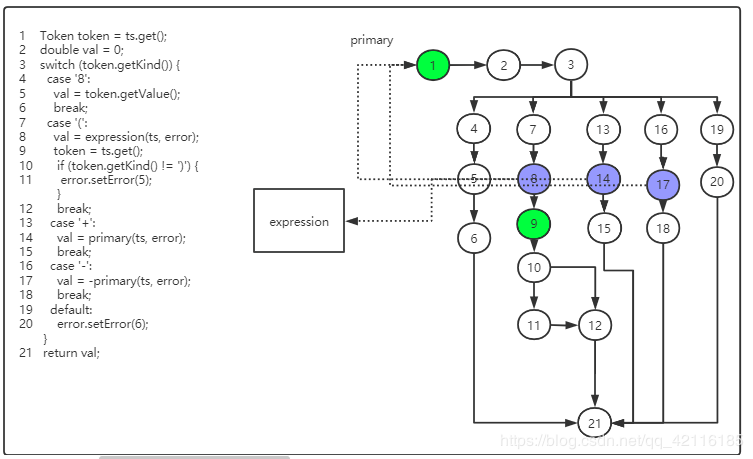 1 Token token = ts.get();
2 double val = 0;
3 switch (token.getKind()) {
4 case '8':
5 val = token.getValue();
6 break;
7 case '(':
8 val = expression(ts, error);
9 token = ts.get();
10 if (token.getKind() != ')') {
11 error.setError(5);
}
12 break;
13 case '+':
14 val = primary(ts, error);
15 break;
16 case '-':
17 val = -primary(ts, error);
18 break;
19 default:
20 error.setError(6);
}
21 return val;
primary
1 2 3
4 7 13 16 19
5 8 14 17 20
expression
6 9 15 18
10
11 12
21
https://blog.csdn.net/qq_42116185